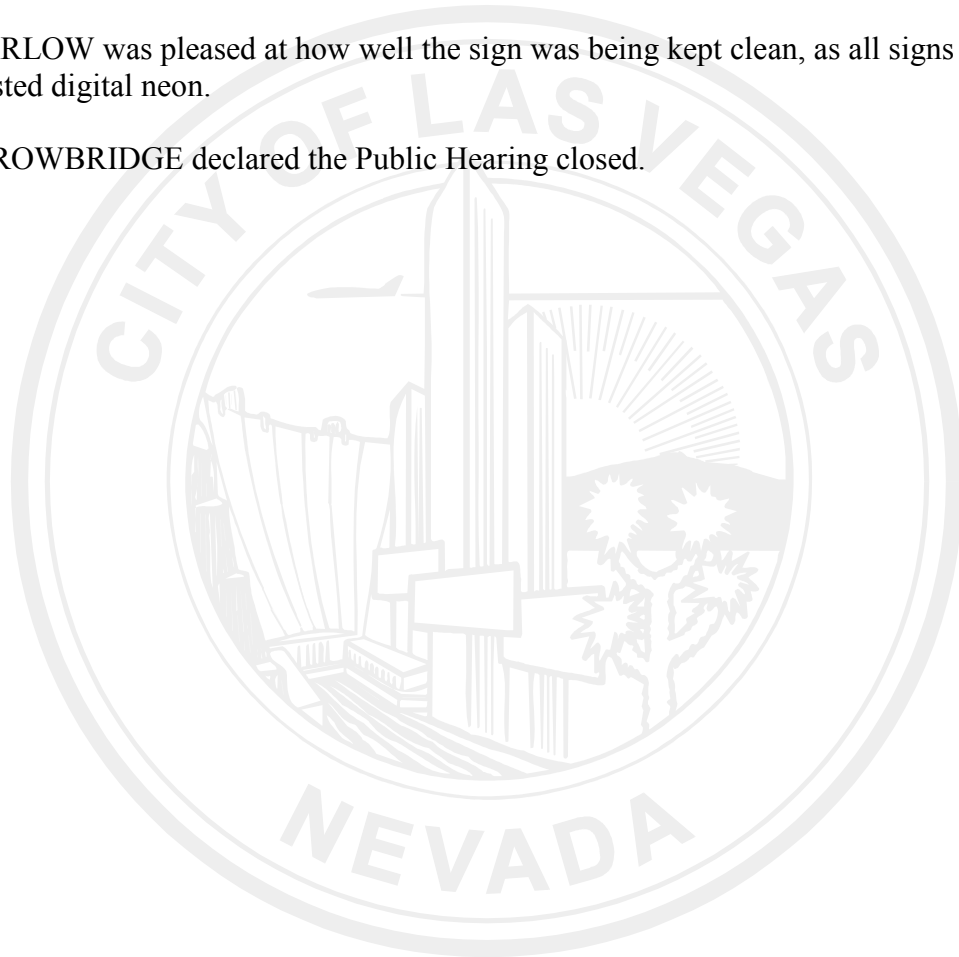 RLOW was pleased at how well the sign was being kept clean, as all signs
sted digital neon.
ROWBRIDGE declared the Public Hearing closed.
CITY OF LAS VEGAS
NEVADA